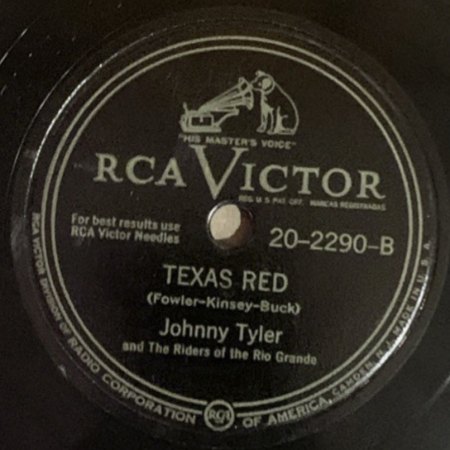 "HIS MASTER'S VOICE"
RCA VICTOR
REG. U.S. PAT. OFF. MARCAS REGISTRADAS
For best results use
RCA Victor Needles
20-2290-B
TEXAS RED
(Fowler-Kinsey-Buck)
Johnny Tyler
and The Riders of the Rio Grande
RCA VICTOR DIVISION OF RADIO CORPORATION OF AMERICA, CAMDEN, N.J. MADE IN U.S.A.
RCA